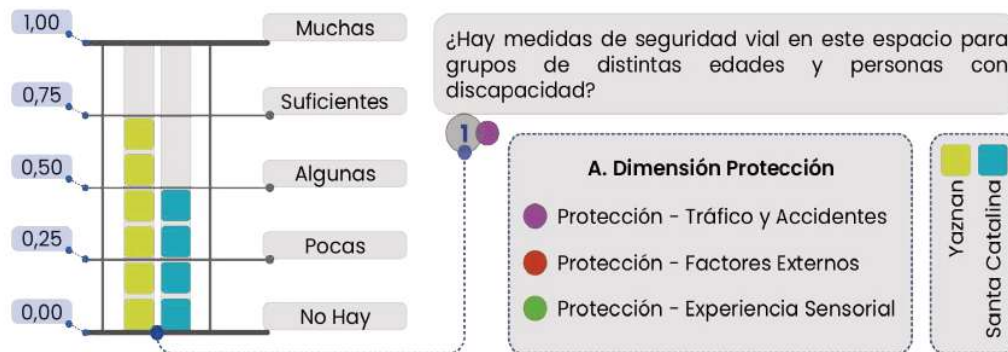 1,00
Muchas
0,75
Suficientes
0,50
Algunas
0,25
Pocas
0,00
No Hay
¿Hay medidas de seguridad vial en este espacio para
grupos de distintas edades y personas con
discapacidad?
1
A. Dimensión Protección
Protección - Tráfico y Accidentes
Protección - Factores Externos
Protección - Experiencia Sensorial
Yaznan
Santa Catalina